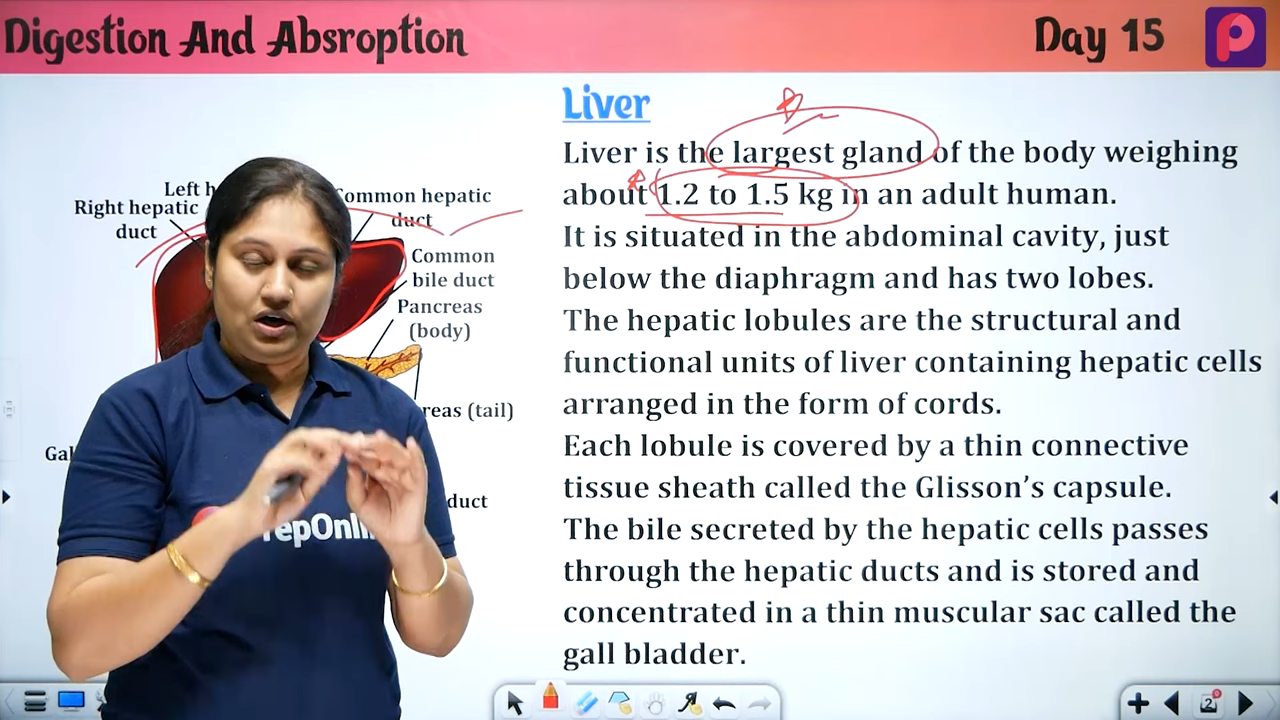 Digestion And Absroption
Day 15
Liver
Liver is the largest gland of the body weighing
about 1.2 to 1.5 kg in an adult human.
It is situated in the abdominal cavity, just
below the diaphragm and has two lobes.
The hepatic lobules are the structural and
functional units of liver containing hepatic cells
arranged in the form of cords.
Each lobule is covered by a thin connective
tissue sheath called the Glisson's capsule.
The bile secreted by the hepatic cells passes
through the hepatic ducts and is stored and
concentrated in a thin muscular sac called the
gall bladder.
Left
Right hepatic
duct
Common hepatic
duct
Common
bile duct
Pancreas
(body)
(tail)
duct
2